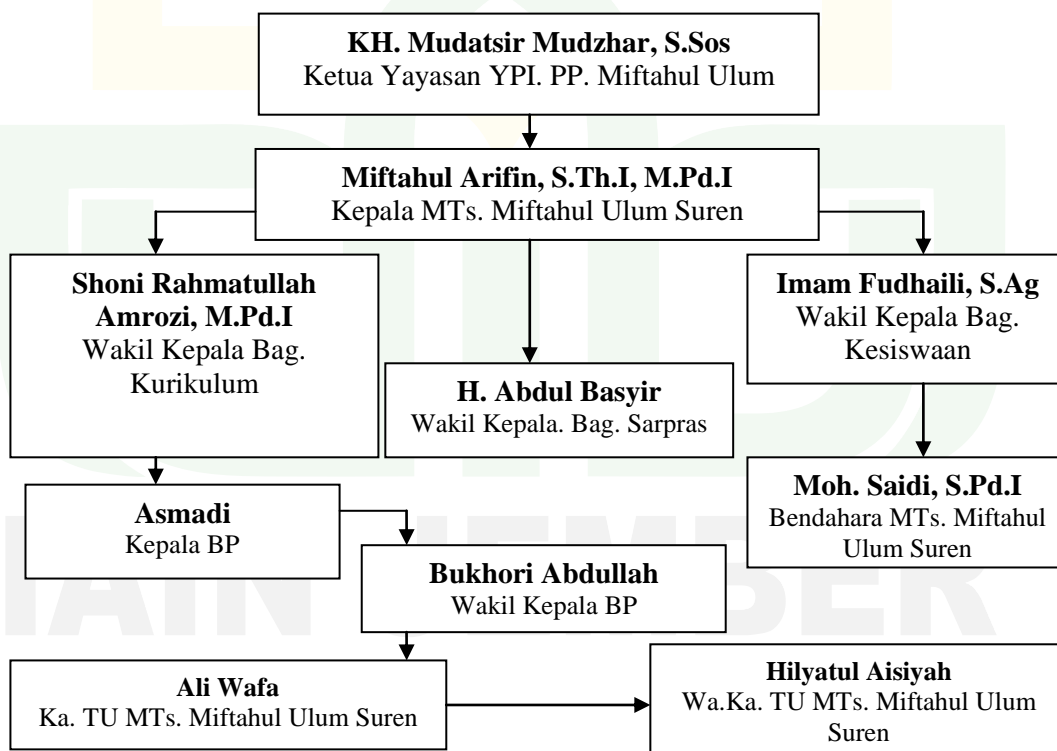 KH. Mudatsir Mudzhar, S.Sos
Ketua Yayasan YPI. PP. Miftahul Ulum
Miftahul Arifin, S.Th.I, M.Pd.I
Kepala MTs. Miftahul Ulum Suren
Shoni Rahmatullah
Amrozi, M.Pd.I
Wakil Kepala Bag.
Kurikulum
H. Abdul Basyir
Wakil Kepala. Bag. Sarpras
Imam Fudhaili, S.Ag
Wakil Kepala Bag.
Kesiswaan
Moh. Saidi, S.Pd.I
Bendahara MTs. Miftahul
Ulum Suren
Asmadi
Kepala BP
Bukhori Abdullah
Wakil Kepala BP
Ali Wafa
Ka. TU MTs. Miftahul Ulum Suren
Hilyatul Aisiyah
Wa.Ka. TU MTs. Miftahul Ulum
Suren